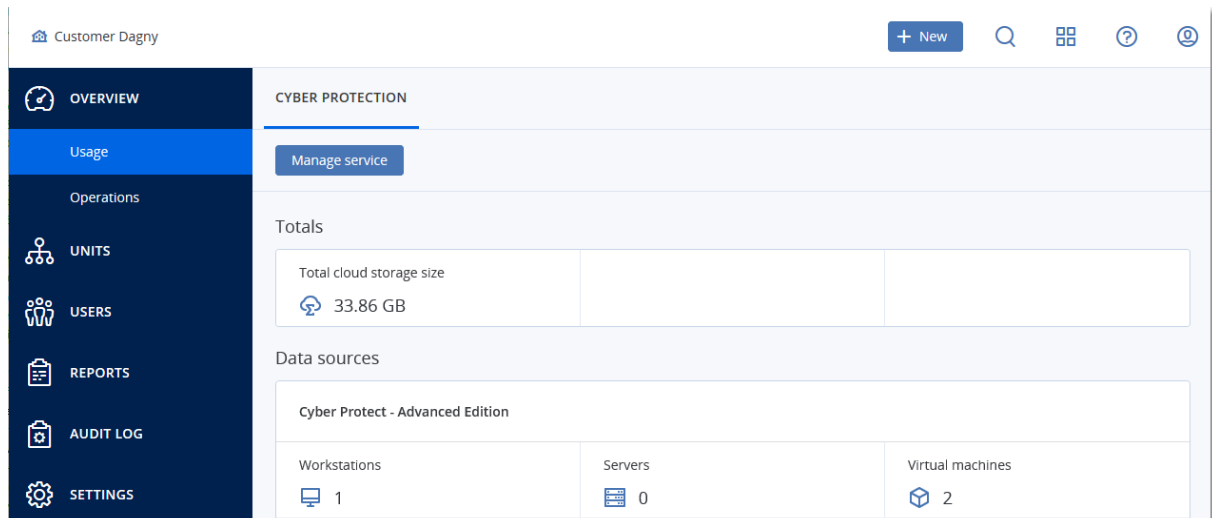 Customer Dagny
+ New
OVERVIEW
Usage
Operations
UNITS
USERS
REPORTS
AUDIT LOG
SETTINGS
CYBER PROTECTION
Manage service
Totals
Total cloud storage size
33.86 GB
Data sources
Cyber Protect - Advanced Edition
Workstations
1
Servers
0
Virtual machines
2